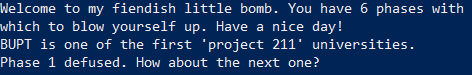 Welcome to my fiendish little bomb. You have 6 phases with
which to blow yourself up. Have a nice day!
BUPT is one of the first 'project 211' universities.
Phase 1 defused. How about the next one?